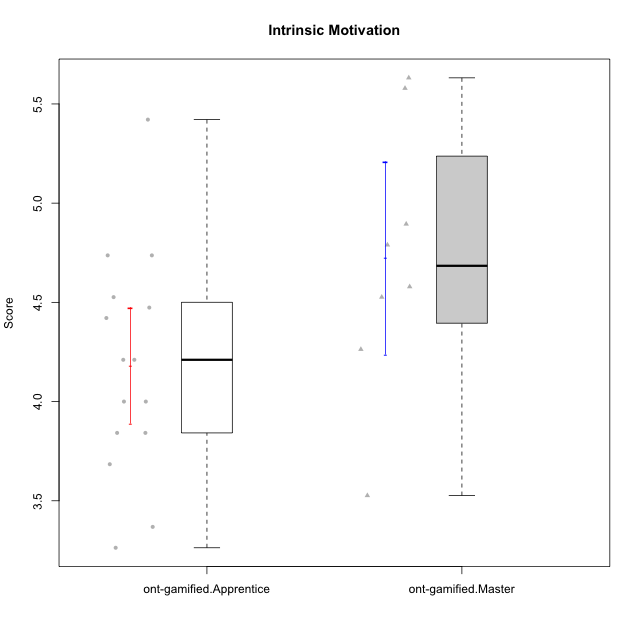 Intrinsic Motivation
Score
5.5
5.0
4.5
4.0
3.5
ont-gamified.Apprentice
ont-gamified.Master